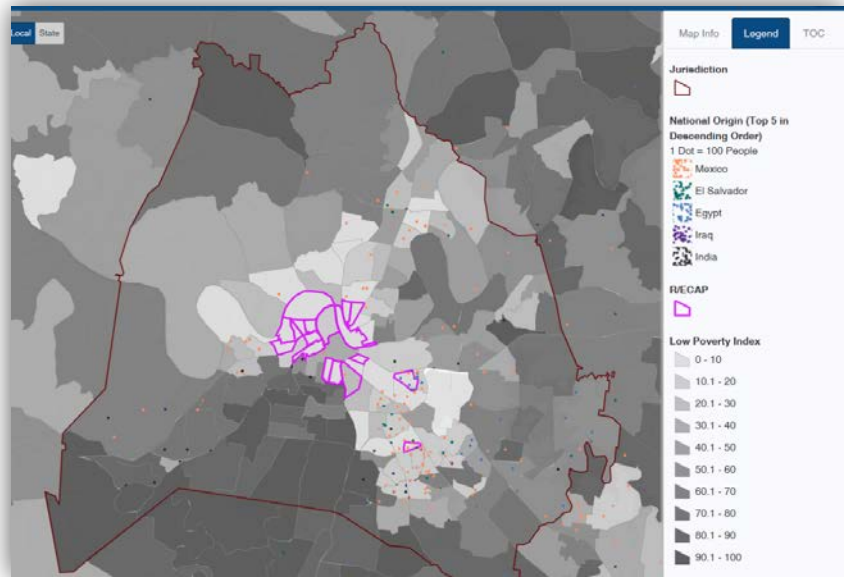 Local State
Map Info Legend TOC
Jurisdiction
National Origin (Top 5 in
Descending Order)
1 Dot = 100 People
Mexico
El Salvador
Egypt
Iraq
India
R/ECAP
Low Poverty Index
0 - 10
10.1 - 20
20.1 - 30
30.1 - 40
40.1 - 50
50.1 - 60
60.1 - 70
70.1 - 80
80.1 - 90
90.1 - 100